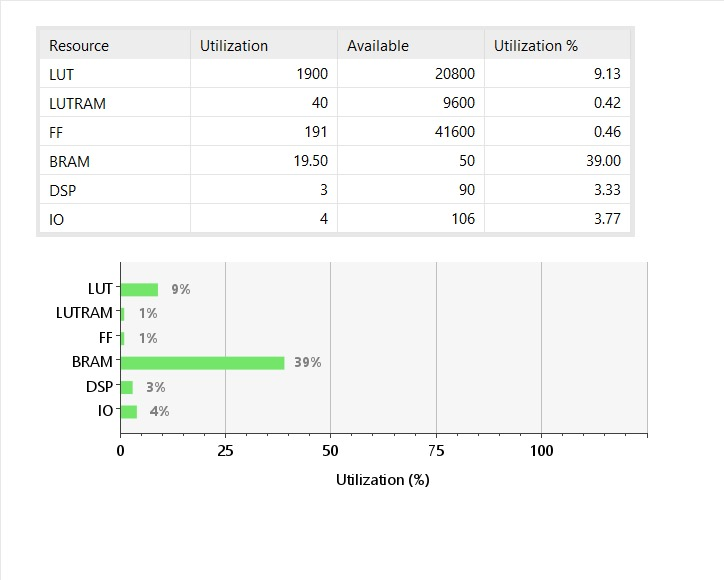 Resource Utilization Available Utilization %
LUT 1900 20800 9.13
LUTRAM 40 9600 0.42
FF 191 41600 0.46
BRAM 19.50 50 39.00
DSP 3 90 3.33
IO 4 106 3.77
LUT 9%
LUTRAM 1%
FF 1%
BRAM 39%
DSP 3%
IO 4%
0 25 50 75 100
Utilization (%)